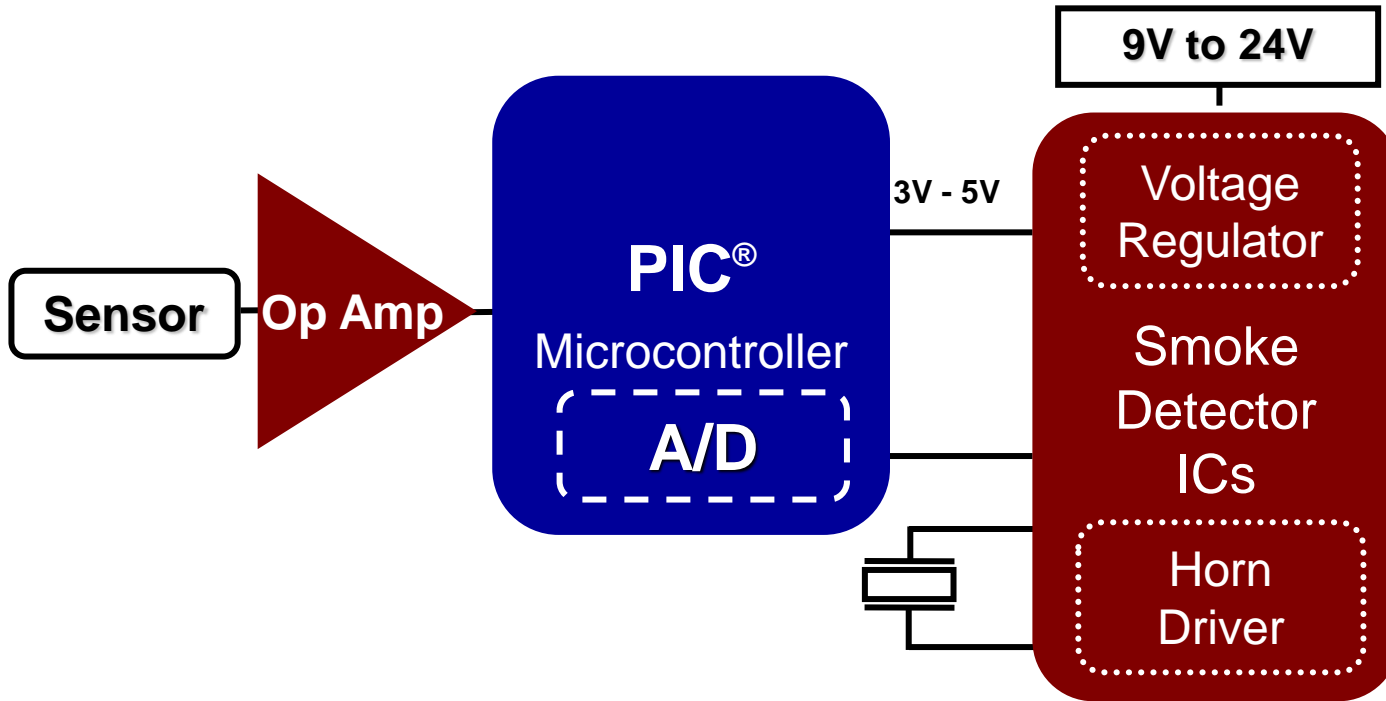 9V to 24V
Voltage
Regulator
3V - 5V
PIC®
Sensor
Op Amp
Microcontroller
Smoke
Detector
ICs
A/D
Horn
Driver